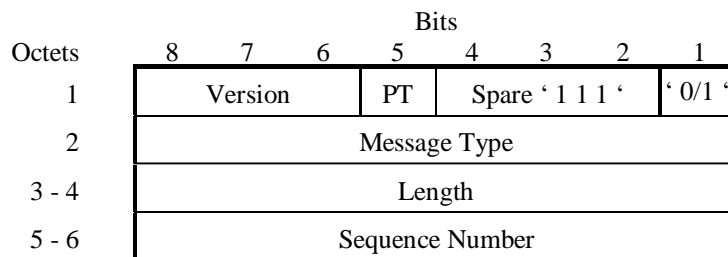 Bits
Octets 8 7 6 5 4 3 2 1
1 Version PT Spare ‘ 1 1 1 ‘ ‘ 0/1 ‘
2 Message Type
3 - 4 Length
5 - 6 Sequence Number